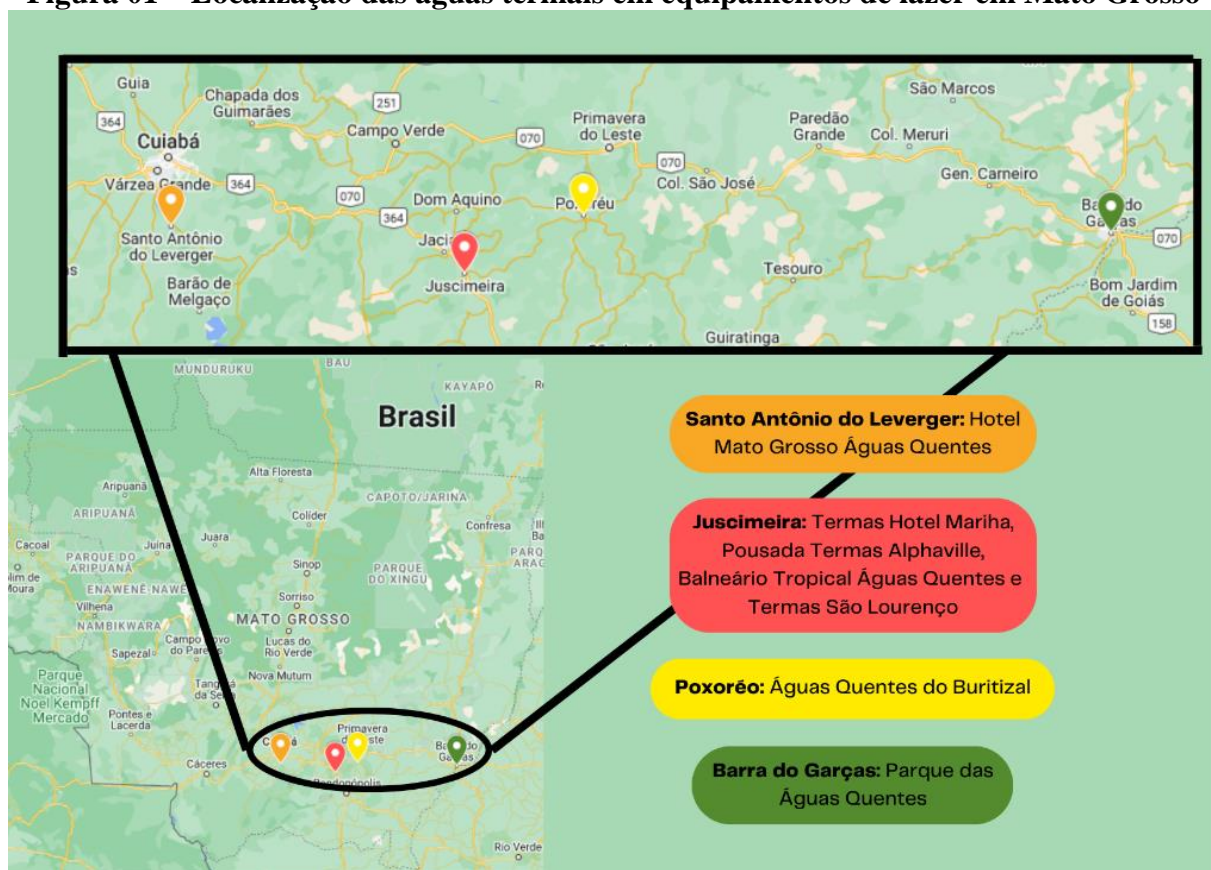 Figura 01 – Localização das águas termais em equipamentos de lazer em Mato Grosso
Guia
Chapada dos
Guimarães
251
São Marcos
364
Cuiabá
Campo Verde
070
Primavera
do Leste
Paredão
Grande
Col. Meruri
070
Várzea Grande
364
070
Dom Aquino
Col. São José
Gen. Carneiro
364
070
Santo Antônio
do Leverger
Tesouro
Barão de
Melgaço
Juscimeira
Bom Jardim
de Goiás
158
Guiratinga
MUNDURUKU
BAÚ
KAYAPÓ
Brasil
Alta Floresta
Aripuanã
CAPOTO/JARINA
ARIPUANÃ
Colíder
Confresa
Cacoal
Juína
Juara
PARQUE DO
ARIPUANÃ
Sinop
PARQUE
DO XINGU
ENAWENÊ-NAWÊ
Vilhena
Sorriso
MATO GROSSO
NAMBIKWARA
Lucas do
Rio Verde
Sapezal
Nova Mutum
Parque
Nacional
Noel Kempff
Mercado
Pontes e
Lacerda
Primavera
Cáceres
Rondonópolis
Rio Verde
Santo Antônio do Leverger: Hotel
Mato Grosso Águas Quentes
Juscimeira: Termas Hotel Mariha,
Pousada Termas Alphaville,
Balneário Tropical Águas Quentes e
Termas São Lourenço
Poxoréo: Águas Quentes do Buritizal
Barra do Garças: Parque das
Águas Quentes